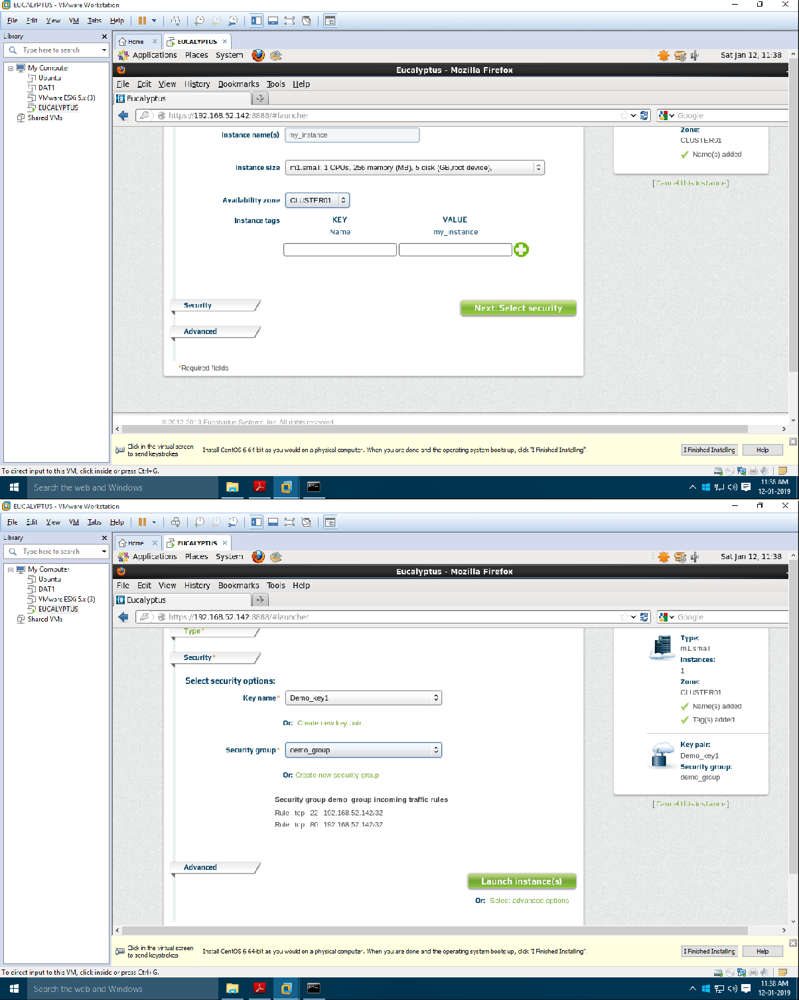 EUCALYPTUS - VMware Workstation
File Edit View VM Tabs Help
Library
Type here to search
My Computer
Ubuntu
DAT1
VMware ESXi 5.x (3)
EUCALYPTUS
Shared VMs
Home EUCALYPTUS
Applications Places System Sat Jan 12, 11:38
Eucalyptus - Mozilla Firefox
File Edit View History Bookmarks Tools Help
Eucalyptus
https://192.168.52.142:8888/#launcher Google
Instance name(s) my_instance
Instance size m1.small: 1 CPUs, 256 memory (MB), 5 disk (GB,root device),
Availability zone CLUSTER01
Instance tags KEY VALUE
Name my_instance
Security
Next: Select security
Advanced
*Required fields
Zone:
CLUSTER01
Name(s) added
[ Cancel this instance ]
© 2012-2013 Eucalyptus Systems, Inc. All rights reserved.
Click in the virtual screen
to send keystrokes
Install CentOS 6 64-bit as you would on a physical computer. When you are done and the operating system boots up, click "I Finished Installing".
I Finished Installing Help
To direct input to this VM, click inside or press Ctrl+G.
Search the web and Windows
11:38 AM
12-01-2019
EUCALYPTUS - VMware Workstation
File Edit View VM Tabs Help
Library
Type here to search
My Computer
Ubuntu
DAT1
VMware ESXi 5.x (3)
EUCALYPTUS
Shared VMs
Home EUCALYPTUS
Applications Places System Sat Jan 12, 11:38
Eucalyptus - Mozilla Firefox
File Edit View History Bookmarks Tools Help
Eucalyptus
https://192.168.52.142:8888/#launcher Google
Type*
Security*
Select security options:
Key name* Demo_key1
Or: Create new key pair
Security group* demo_group
Or: Create new security group
Security group demo_group incoming traffic rules
Rule tcp 22 192.168.52.142/32
Rule tcp 80 192.168.52.142/32
Advanced
Launch instance(s)
Or: Select advanced options
Type:
m1.small
Instances:
1
Zone:
CLUSTER01
Name(s) added
Tag(s) added
Key pair:
Demo_key1
Security group:
demo_group
[ Cancel this instance ]
Click in the virtual screen
to send keystrokes
Install CentOS 6 64-bit as you would on a physical computer. When you are done and the operating system boots up, click "I Finished Installing".
I Finished Installing Help
To direct input to this VM, click inside or press Ctrl+G.
Search the web and Windows
11:38 AM
12-01-2019